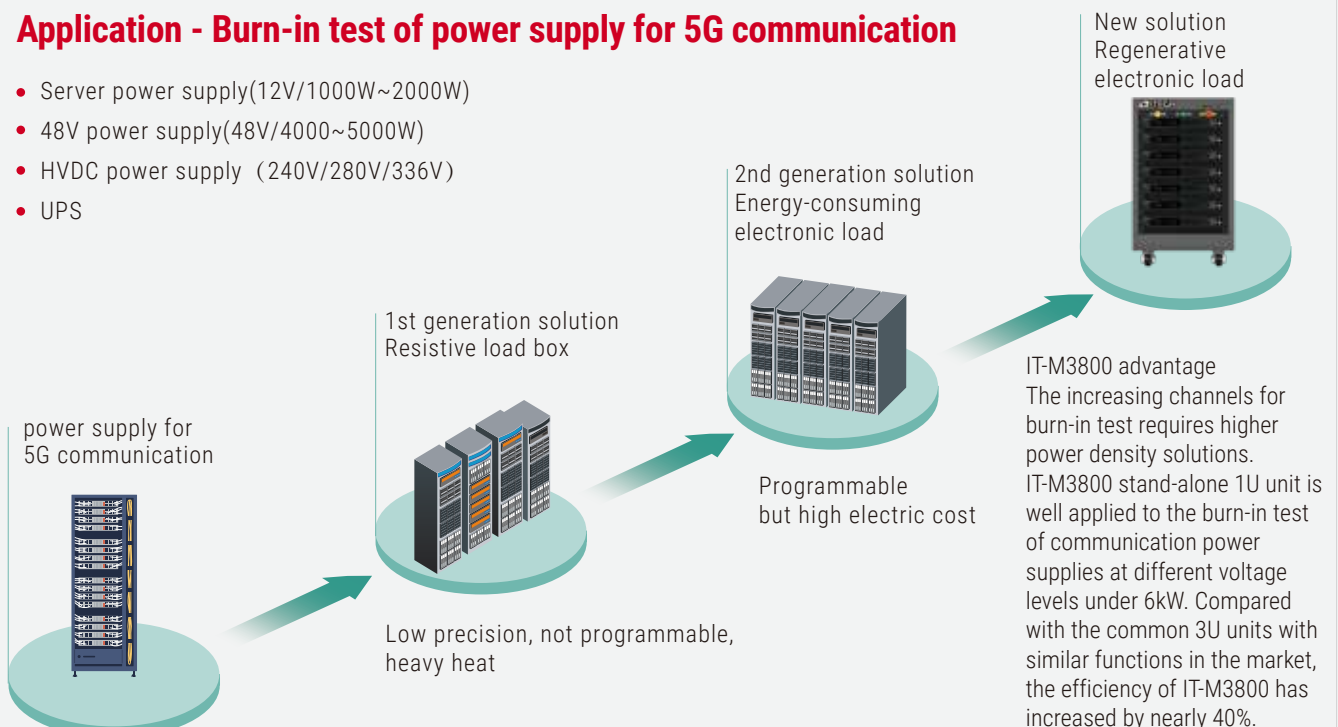 Application - Burn-in test of power supply for 5G communication
Server power supply(12V/1000W~2000W)
48V power supply(48V/4000~5000W)
HVDC power supply （240V/280V/336V）
UPS
power supply for
5G communication
1st generation solution
Resistive load box
Low precision, not programmable,
heavy heat
2nd generation solution
Energy-consuming
electronic load
Programmable
but high electric cost
New solution
Regenerative
electronic load
IT-M3800 advantage
The increasing channels for
burn-in test requires higher
power density solutions.
IT-M3800 stand-alone 1U unit is
well applied to the burn-in test
of communication power
supplies at different voltage
levels under 6kW. Compared
with the common 3U units with
similar functions in the market,
the efficiency of IT-M3800 has
increased by nearly 40%.